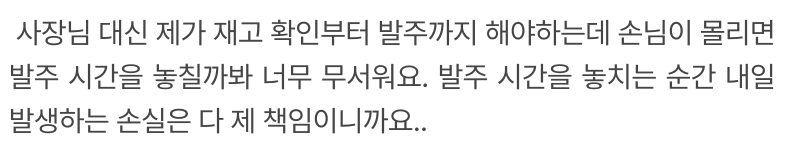 사장님 대신 제가 재고 확인부터 발주까지 해야하는데 손님이 몰리면
발주 시간을 놓칠까봐 너무 무서워요. 발주 시간을 놓치는 순간 내일
발생하는 손실은 다 제 책임이니까요..